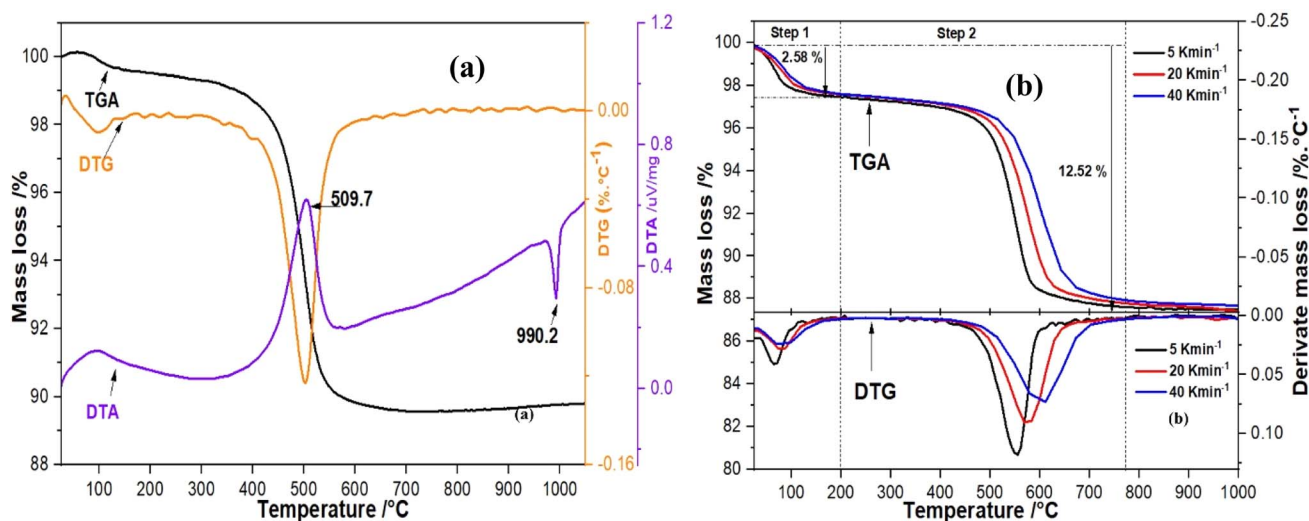 (a)
TGA
DTG
DTA
509.7
990.2
(a)
Mass loss /%
100
98
96
94
92
90
88
100 200 300 400 500 600 700 800 900 1000
Temperature /°C
0.00
-0.08
-0.16
DTG (%.°C⁻¹)
1.2
0.8
0.4
0.0
DTA /uV/mg
Step 1
Step 2
2.58 %
(b)
5 Kmin⁻¹
20 Kmin⁻¹
40 Kmin⁻¹
TGA
12.52 %
DTG
5 Kmin⁻¹
20 Kmin⁻¹
40 Kmin⁻¹
(b)
Mass loss /%
100
98
96
94
92
90
88
86
84
82
80
100 200 300 400 500 600 700 800 900 1000
Temperature /°C
-0.25
-0.20
-0.15
-0.10
-0.05
0.00
0.05
0.10
Derivate mass loss /%.°C⁻¹